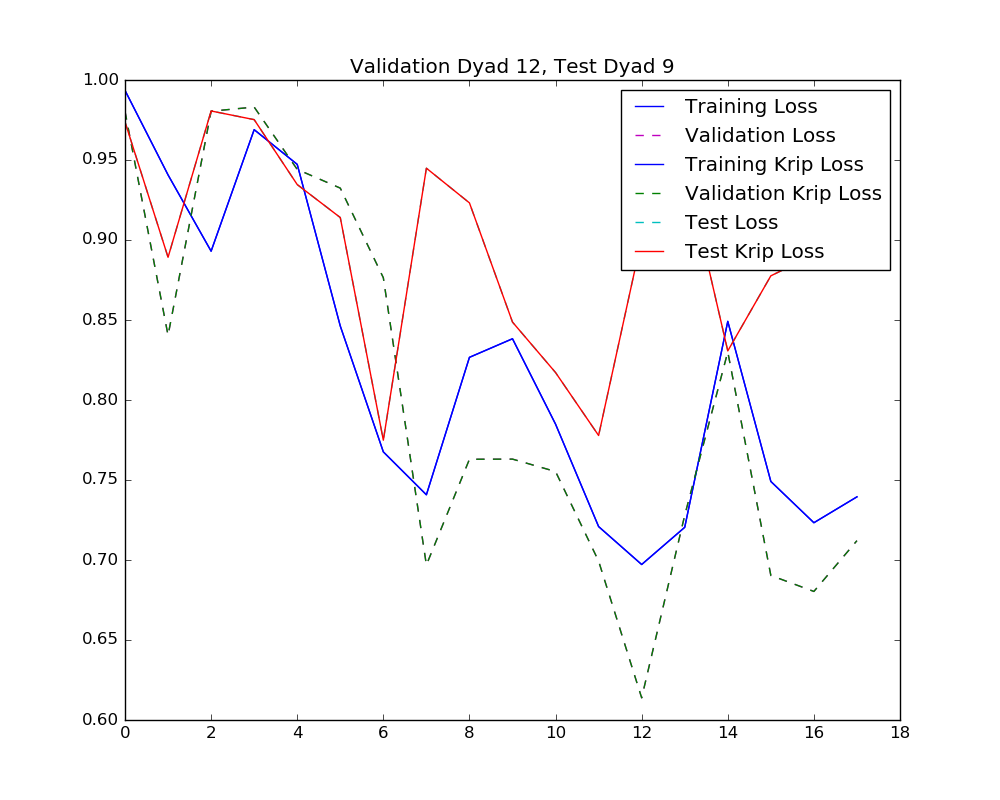 Validation Dyad 12, Test Dyad 9
1.00
0.95
0.90
0.85
0.80
0.75
0.70
0.65
0.60
Training Loss
Validation Loss
Training Krip Loss
Validation Krip Loss
Test Loss
Test Krip Loss
0 2 4 6 8 10 12 14 16 18